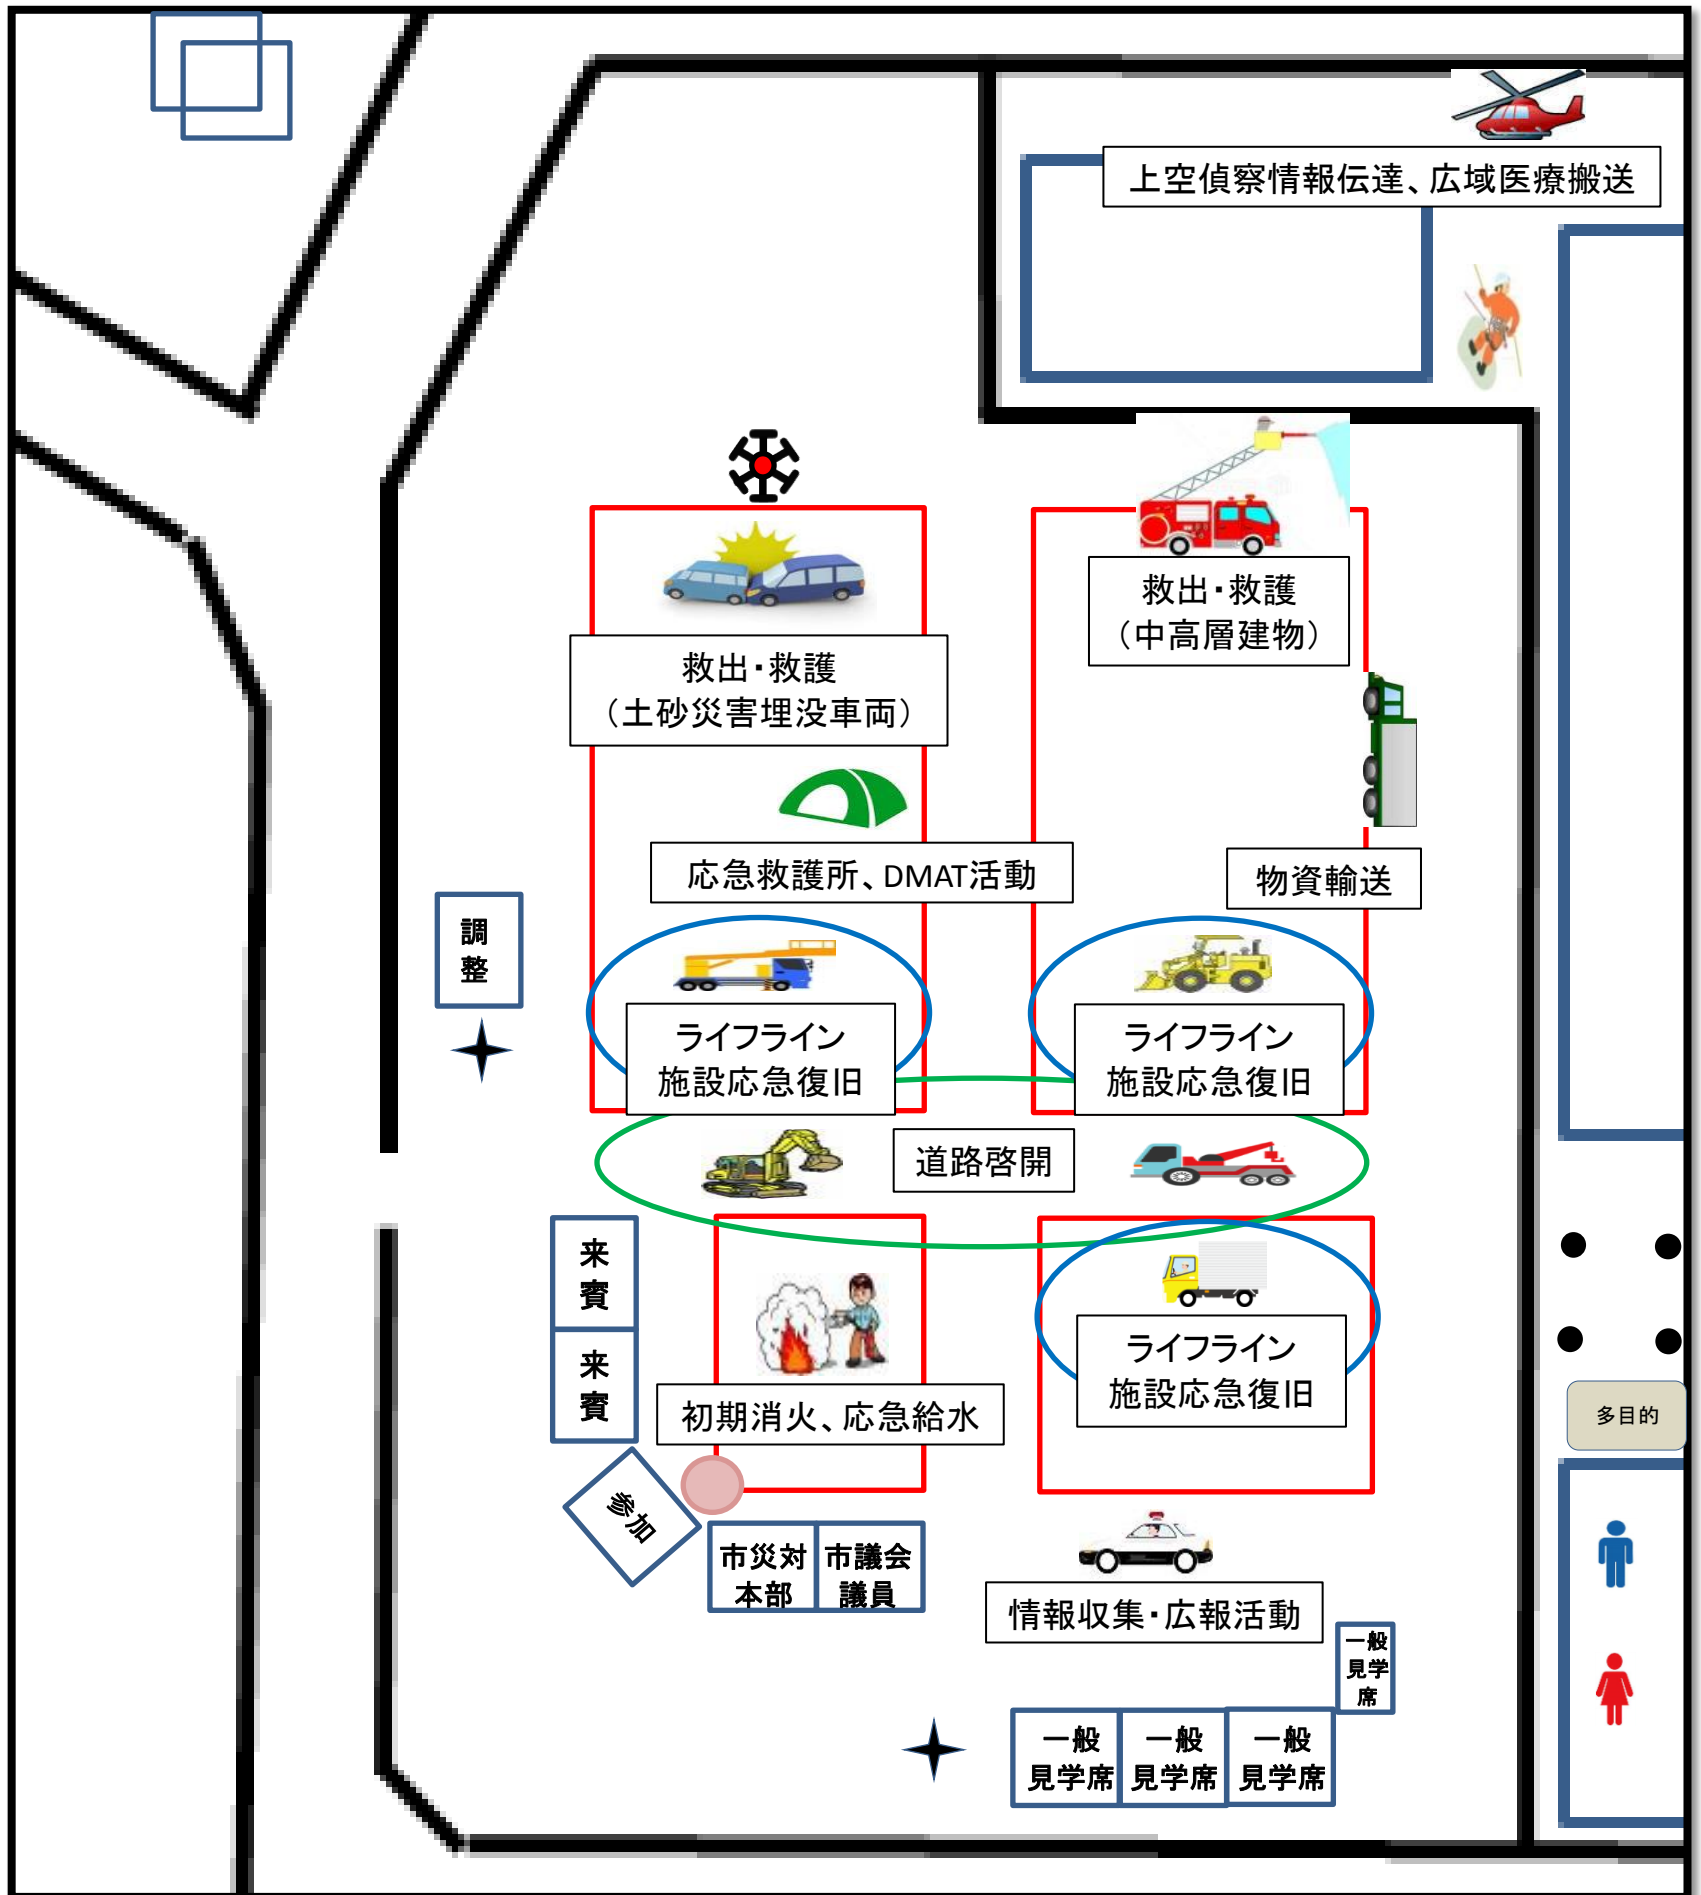 上空偵察情報伝達、広域医療搬送
救出・救護
（中高層建物）
救出・救護
（土砂災害埋没車両）
応急救護所、DMAT活動
物資輸送
調
整
ライフライン
施設応急復旧
ライフライン
施設応急復旧
道路啓開
来
賓
来
賓
ライフライン
施設応急復旧
初期消火、応急給水
多目的
参加
市災対
本部
市議会
議員
情報収集・広報活動
一般
見学
席
一般
見学席
一般
見学席
一般
見学席